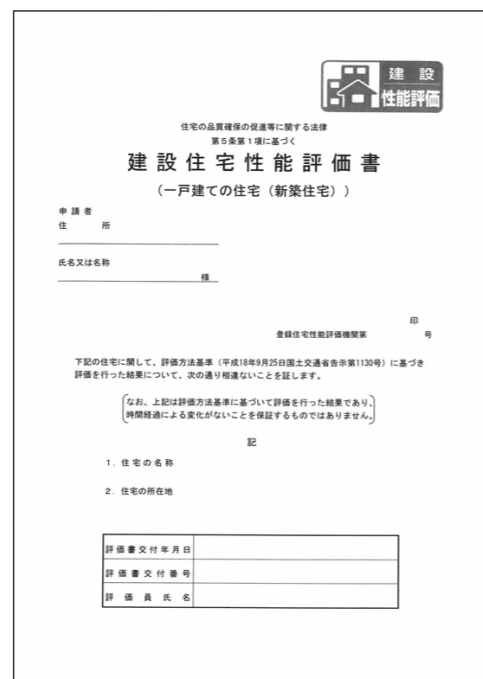 建設
性能評価
住宅の品質確保の促進等に関する法律
第5条第1項に基づく
建設住宅性能評価書
(一戸建ての住宅(新築住宅))
申請者
住所
氏名又は名称
様
印
登録住宅性能評価機関第 号
下記の住宅に関して、評価方法基準(平成18年9月25日国土交通省告示第1130号)に基づき
評価を行った結果について、次の通り相違ないことを証します。
なお、上記は評価方法基準に基づいて評価を行った結果であり、
時間経過による変化がないことを保証するものではありません。
記
1. 住宅の名称
2. 住宅の所在地
評価書交付年月日
評価書交付番号
評価員氏名